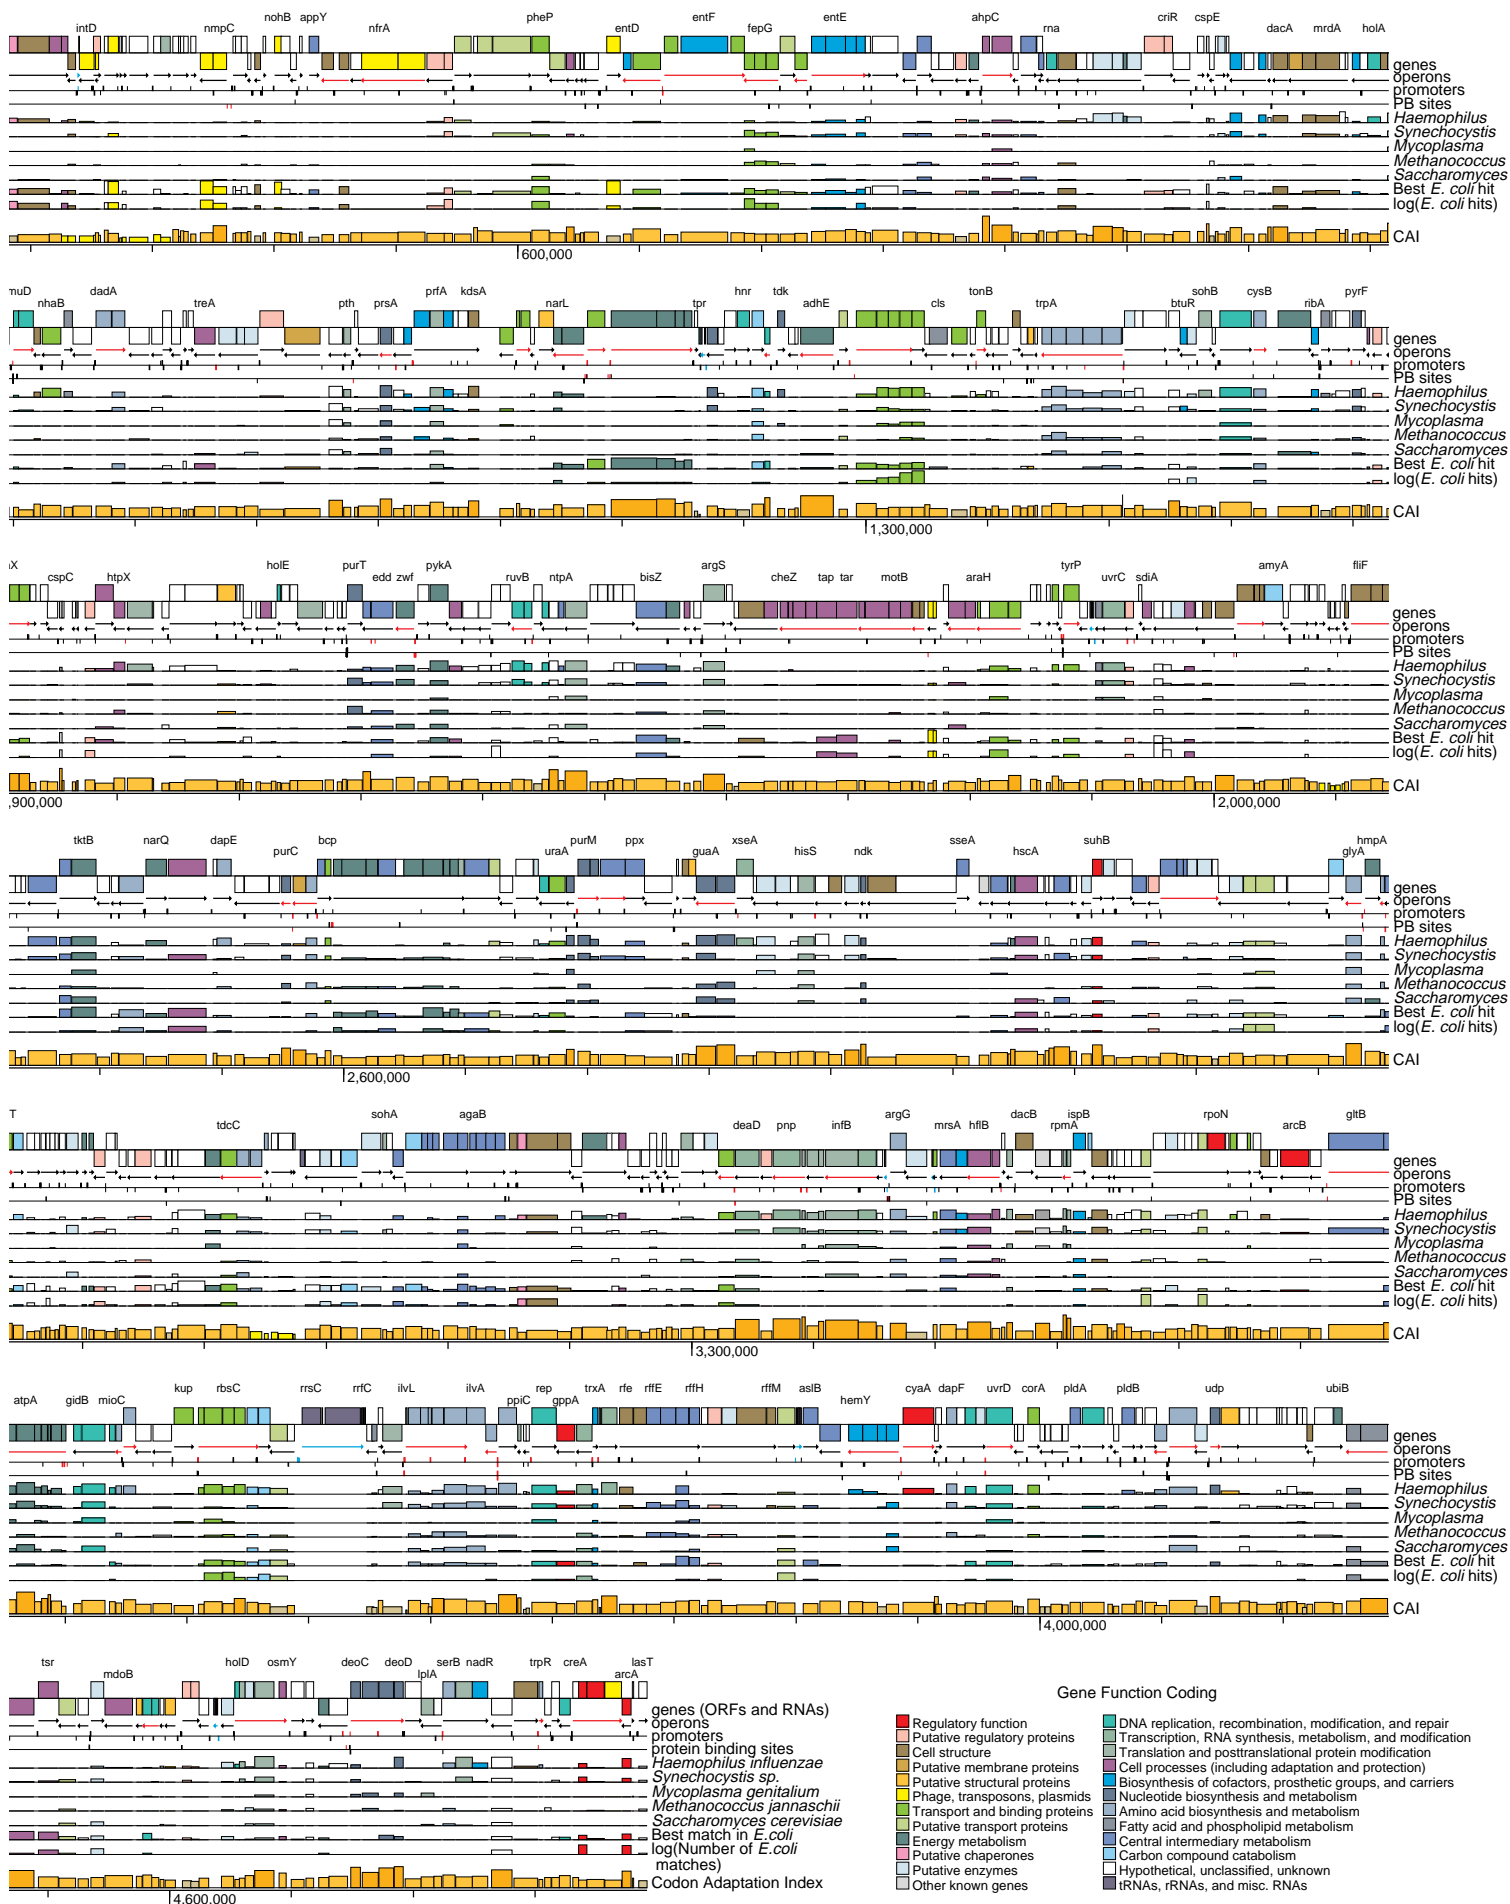 intD nmpC nohB appY nfrA pheP entD entF fepG entE ahpC rna criR cspE dacA mrdA holA
genes
operons
promoters
PB sites
Haemophilus
Synechocystis
Mycoplasma
Methanococcus
Saccharomyces
Best E. coli hit
log(E. coli hits)
CAI
600,000
muD nhaB dadA treA pth prsA prfA kdsA narL tpr hnr tdk adhE cls tonB trpA btuR sohB cysB ribA pyrF
genes
operons
promoters
PB sites
Haemophilus
Synechocystis
Mycoplasma
Methanococcus
Saccharomyces
Best E. coli hit
log(E. coli hits)
CAI
1,300,000
X cspC htpX holE purT edd zwf pykA ruvB ntpA bisZ argS cheZ tap tar motB araH tyrP uvrC sdiA amyA fliF
genes
operons
promoters
PB sites
Haemophilus
Synechocystis
Mycoplasma
Methanococcus
Saccharomyces
Best E. coli hit
log(E. coli hits)
CAI
,900,000 2,000,000
tktB narQ dapE purC bcp uraA purM ppx guaA xseA hisS ndk sseA hscA suhB glyA hmpA
genes
operons
promoters
PB sites
Haemophilus
Synechocystis
Mycoplasma
Methanococcus
Saccharomyces
Best E. coli hit
log(E. coli hits)
CAI
2,600,000
T tdcC sohA agaB deaD pnp infB argG mrsA hflB dacB rpmA ispB rpoN arcB gltB
genes
operons
promoters
PB sites
Haemophilus
Synechocystis
Mycoplasma
Methanococcus
Saccharomyces
Best E. coli hit
log(E. coli hits)
CAI
3,300,000
atpA gidB mioC kup rbsC rrsC rrfC ilvL ilvA ppiC rep gppA trxA rfe rffE rffH rffM aslB hemY cyaA dapF uvrD corA pldA pldB udp ubiB
genes
operons
promoters
PB sites
Haemophilus
Synechocystis
Mycoplasma
Methanococcus
Saccharomyces
Best E. coli hit
log(E. coli hits)
CAI
4,000,000
tsr mdoB holD osmY deoC deoD lplA serB nadR trpR creA arcA lasT
genes (ORFs and RNAs)
operons
promoters
protein binding sites
Haemophilus influenzae
Synechocystis sp.
Mycoplasma genitalium
Methanococcus jannaschii
Saccharomyces cerevisiae
Best match in E.coli
log(Number of E.coli
matches)
Codon Adaptation Index
4,600,000
Gene Function Coding
Regulatory function
Putative regulatory proteins
Cell structure
Putative membrane proteins
Putative structural proteins
Phage, transposons, plasmids
Transport and binding proteins
Putative transport proteins
Energy metabolism
Putative chaperones
Putative enzymes
Other known genes
DNA replication, recombination, modification, and repair
Transcription, RNA synthesis, metabolism, and modification
Translation and posttranslational protein modification
Cell processes (including adaptation and protection)
Biosynthesis of cofactors, prosthetic groups, and carriers
Nucleotide biosynthesis and metabolism
Amino acid biosynthesis and metabolism
Fatty acid and phospholipid metabolism
Central intermediary metabolism
Carbon compound catabolism
Hypothetical, unclassified, unknown
tRNAs, rRNAs, and misc. RNAs